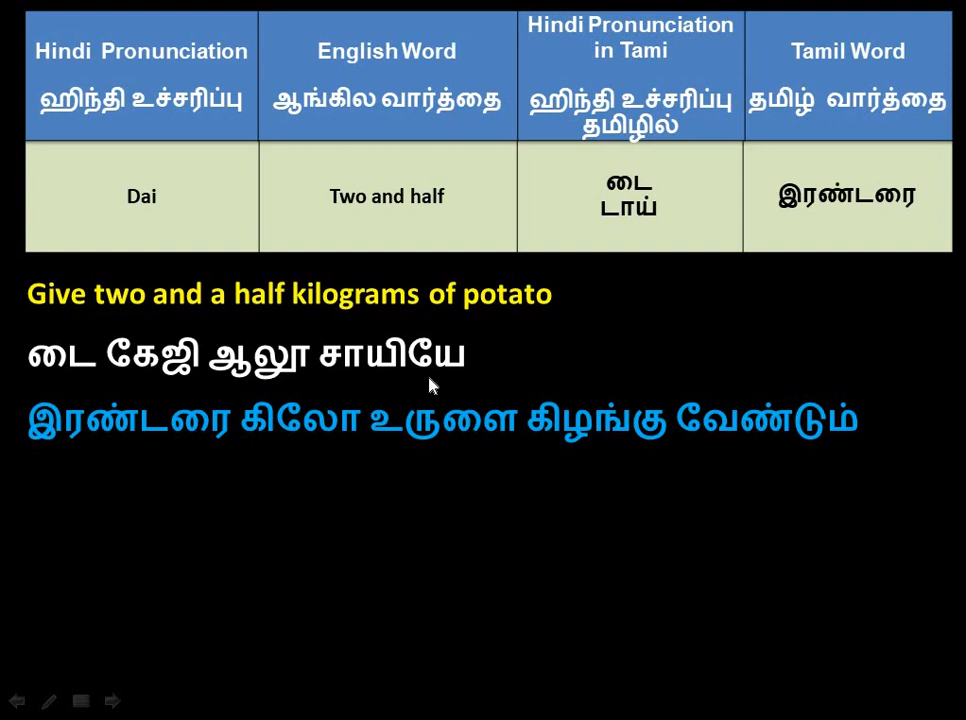 Hindi Pronunciation
ஹிந்தி உச்சரிப்பு
English Word
ஆங்கில வார்த்தை
Hindi Pronunciation
in Tami
ஹிந்தி உச்சரிப்பு
தமிழில்
Tamil Word
தமிழ் வார்த்தை
Dai
Two and half
டை
டாய்
இரண்டரை
Give two and a half kilograms of potato
டை கேஜி ஆலூ சாயியே
இரண்டரை கிலோ உருளை கிழங்கு வேண்டும்